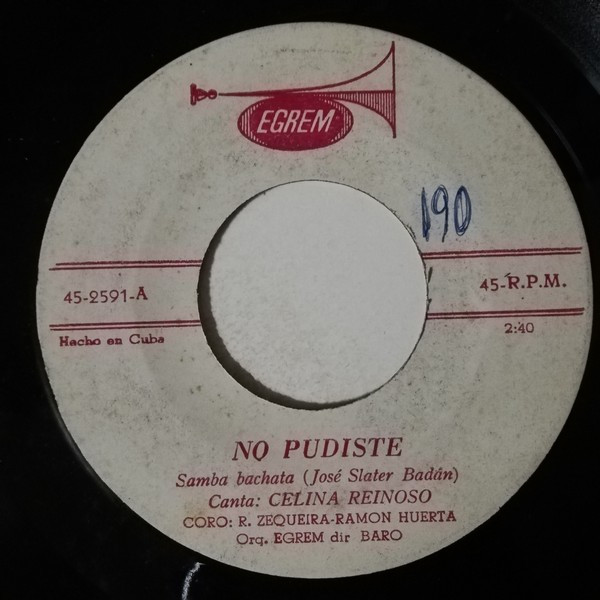 EGREM
190
45-2591-A
45-R.P.M.
Hecho en Cuba
2:40
NO PUDISTE
Samba bachata (José Slater Badán)
Canta: CELINA REINOSO
CORO: R. ZEQUEIRA-RAMON HUERTA
Orq. EGREM dir BARO